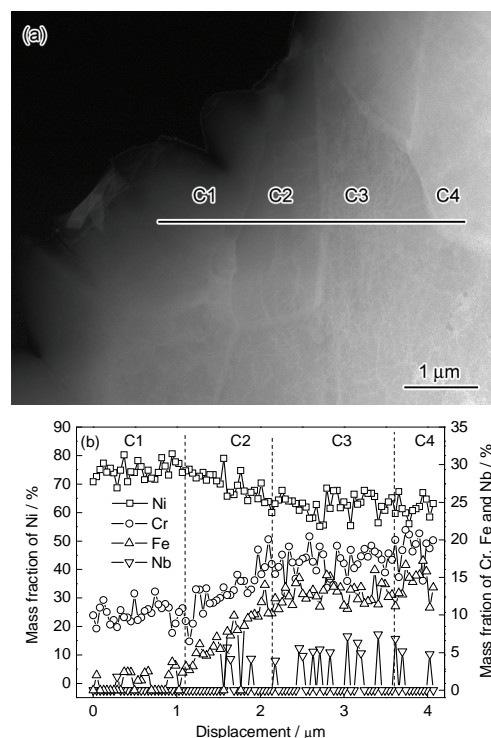 (a)
C1 C2 C3 C4
1 μm
(b) C1 C2 C3 C4
90
80
70
60
50
40
30
20
10
0
Mass fraction of Ni / %
Ni
Cr
Fe
Nb
35
30
25
20
15
10
5
0
Mass fration of Cr, Fe and Nb / %
0 1 2 3 4
Displacement / μm